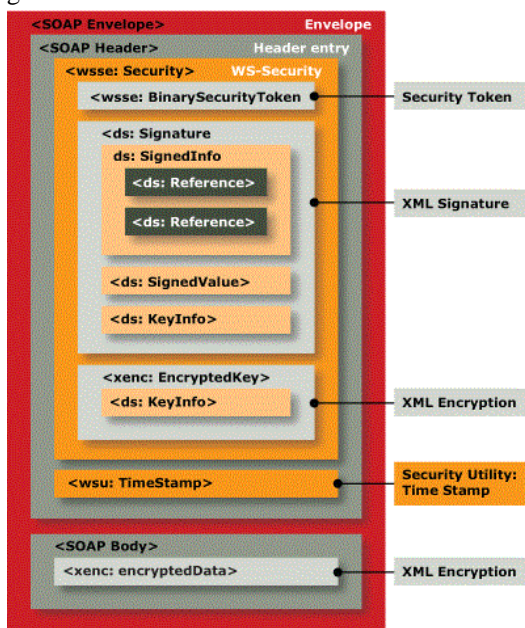 <SOAP Envelope> Envelope
<SOAP Header> Header entry
<wsse: Security> WS-Security
<wsse: BinarySecurityToken
Security Token
<ds: Signature
ds: SignedInfo
<ds: Reference>
XML Signature
<ds: Reference>
<ds: SignedValue>
<ds: KeyInfo>
<xenc: EncryptedKey>
<ds: KeyInfo>
XML Encryption
<wsu: TimeStamp>
Security Utility:
Time Stamp
<SOAP Body>
<xenc: encryptedData>
XML Encryption